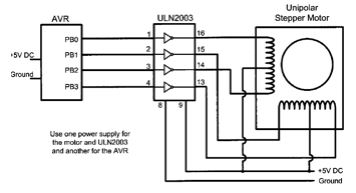 AVR
ULN2003
Unipolar
Stepper Motor
PB0
1
16
PB1
2
15
+5V DC
PB2
3
14
Ground
PB3
4
13
8
9
Use one power supply for
the motor and ULN2003
and another for the AVR
+5V DC
Ground